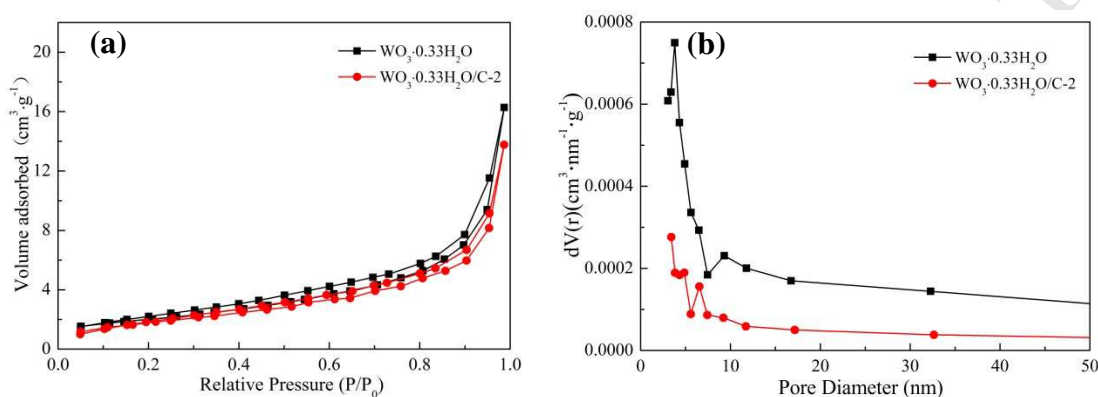 (a)
WO₃·0.33H₂O
WO₃·0.33H₂O/C-2
Volume adsorbed (cm³·g⁻¹)
20
16
12
8
4
0
0.0 0.2 0.4 0.6 0.8 1.0
Relative Pressure (P/P₀)
(b)
WO₃·0.33H₂O
WO₃·0.33H₂O/C-2
dV(r)(cm³·nm⁻¹·g⁻¹)
0.0008
0.0006
0.0004
0.0002
0.0000
0 10 20 30 40 50
Pore Diameter (nm)